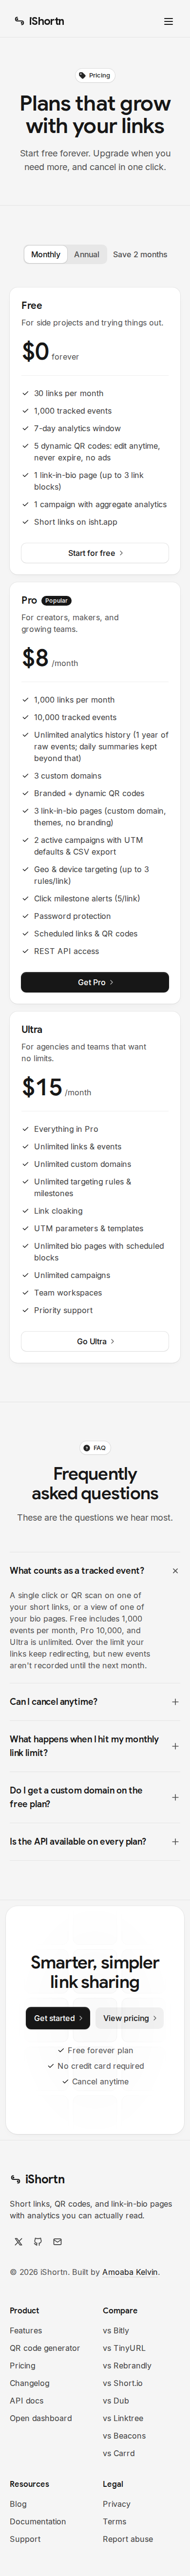 iShortn
Pricing
Plans that grow
with your links
Start free forever. Upgrade when you
need more, and cancel in one click.
Monthly
Annual
Save 2 months
Free
For side projects and trying things out.
$0 forever
30 links per month
1,000 tracked events
7-day analytics window
5 dynamic QR codes: edit anytime,
never expire, no ads
1 link-in-bio page (up to 3 link
blocks)
1 campaign with aggregate analytics
Short links on isht.app
Start for free
Pro Popular
For creators, makers, and
growing teams.
$8 /month
1,000 links per month
10,000 tracked events
Unlimited analytics history (1 year of
raw events; daily summaries kept
beyond that)
3 custom domains
Branded + dynamic QR codes
3 link-in-bio pages (custom domain,
themes, no branding)
2 active campaigns with UTM
defaults & CSV export
Geo & device targeting (up to 3
rules/link)
Click milestone alerts (5/link)
Password protection
Scheduled links & QR codes
REST API access
Get Pro
Ultra
For agencies and teams that want
no limits.
$15 /month
Everything in Pro
Unlimited links & events
Unlimited custom domains
Unlimited targeting rules &
milestones
Link cloaking
UTM parameters & templates
Unlimited bio pages with scheduled
blocks
Unlimited campaigns
Team workspaces
Priority support
Go Ultra
FAQ
Frequently
asked questions
These are the questions we hear most.
What counts as a tracked event?
A single click or QR scan on one of
your short links, or a view of one of
your bio pages. Free includes 1,000
events per month, Pro 10,000, and
Ultra is unlimited. Over the limit your
links keep redirecting, but new events
aren't recorded until the next month.
Can I cancel anytime?
What happens when I hit my monthly
link limit?
Do I get a custom domain on the
free plan?
Is the API available on every plan?
Smarter, simpler
link sharing
Get started
View pricing
Free forever plan
No credit card required
Cancel anytime
iShortn
Short links, QR codes, and link-in-bio pages
with analytics you can actually read.
© 2026 iShortn. Built by Amoaba Kelvin.
Product
Features
QR code generator
Pricing
Changelog
API docs
Open dashboard
Compare
vs Bitly
vs TinyURL
vs Rebrandly
vs Short.io
vs Dub
vs Linktree
vs Beacons
vs Carrd
Resources
Blog
Documentation
Support
Legal
Privacy
Terms
Report abuse